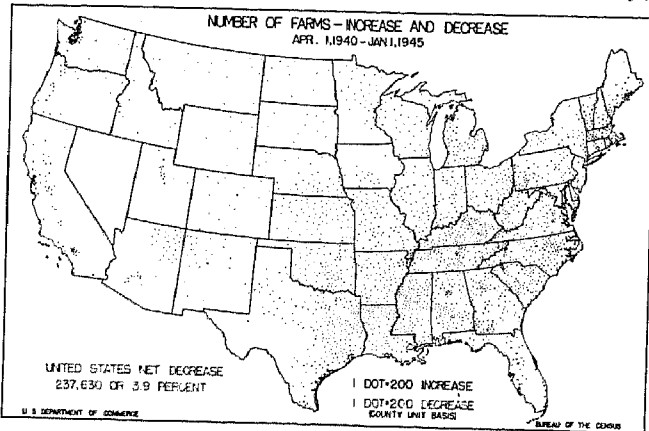 NUMBER OF FARMS - INCREASE AND DECREASE
APR. 1,1940-JAN.1,1945
UNITED STATES NET DECREASE
237,630 OR 3.9 PERCENT
1 DOT=200 INCREASE
1 DOT=200 DECREASE
(COUNTY UNIT BASIS)
U S DEPARTMENT OF COMMERCE
BUREAU OF THE CENSUS